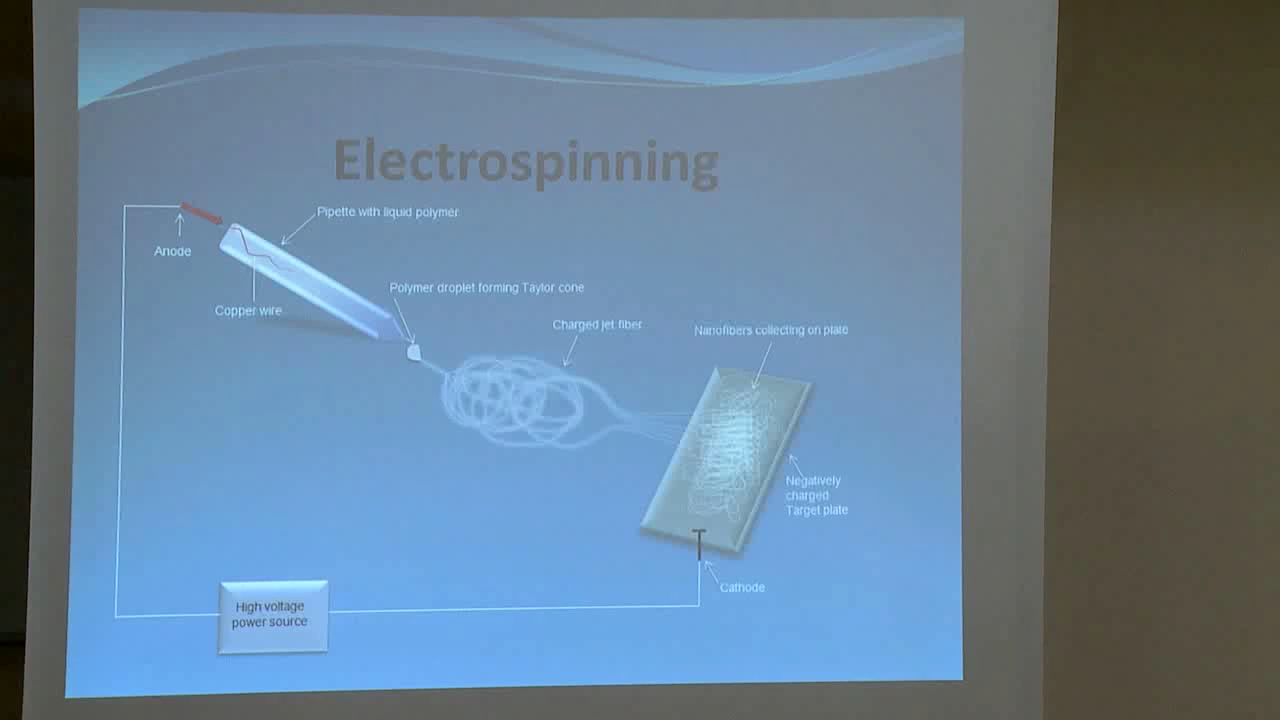 Electrospinning
Pipette with liquid polymer
Anode
Copper wire
Polymer droplet forming Taylor cone
Charged jet fiber
Nanofibers collecting on plate
Negatively
charged
Target plate
Cathode
High voltage
power source